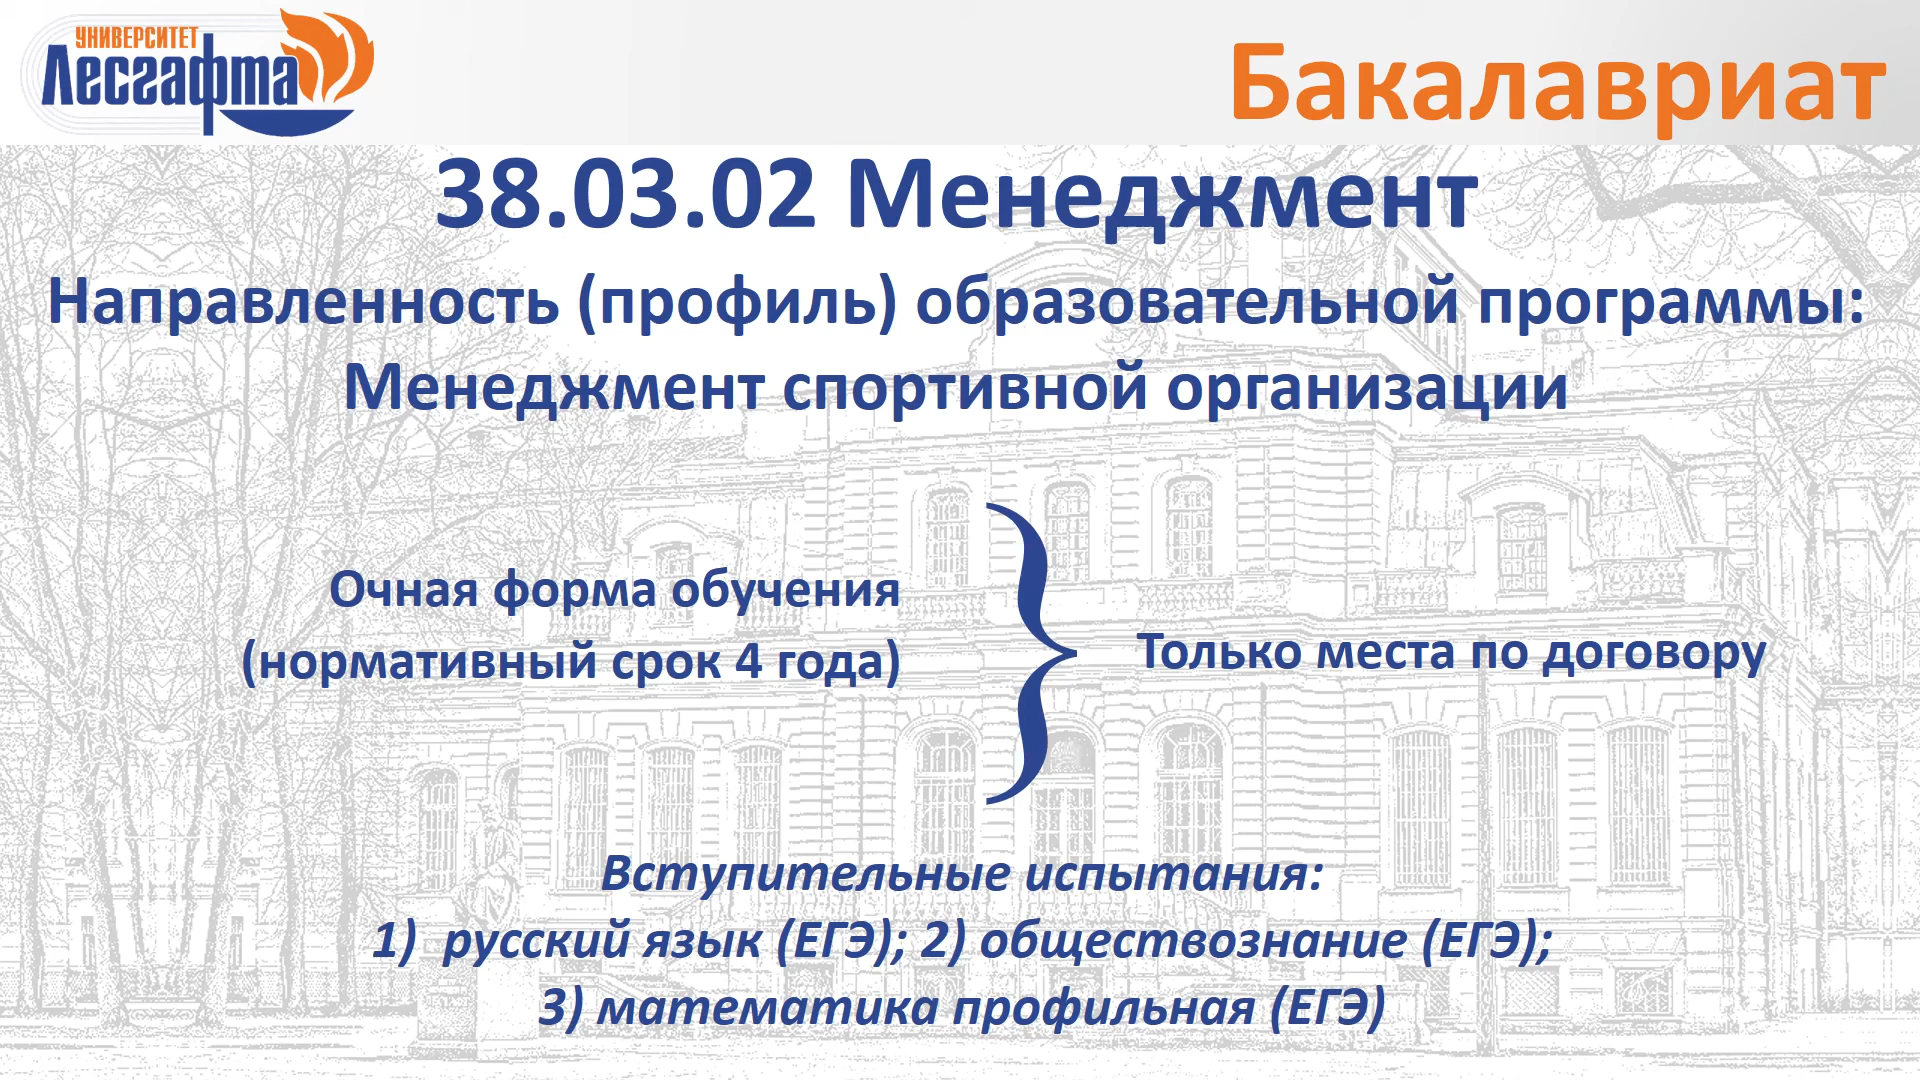 УНИВЕРСИТЕТ
Лесгафта
Бакалавриат
38.03.02 Менеджмент
Направленность (профиль) образовательной программы:
Менеджмент спортивной организации
Очная форма обучения
(нормативный срок 4 года)
Только места по договору
Вступительные испытания:
1) русский язык (ЕГЭ); 2) обществознание (ЕГЭ);
3) математика профильная (ЕГЭ)